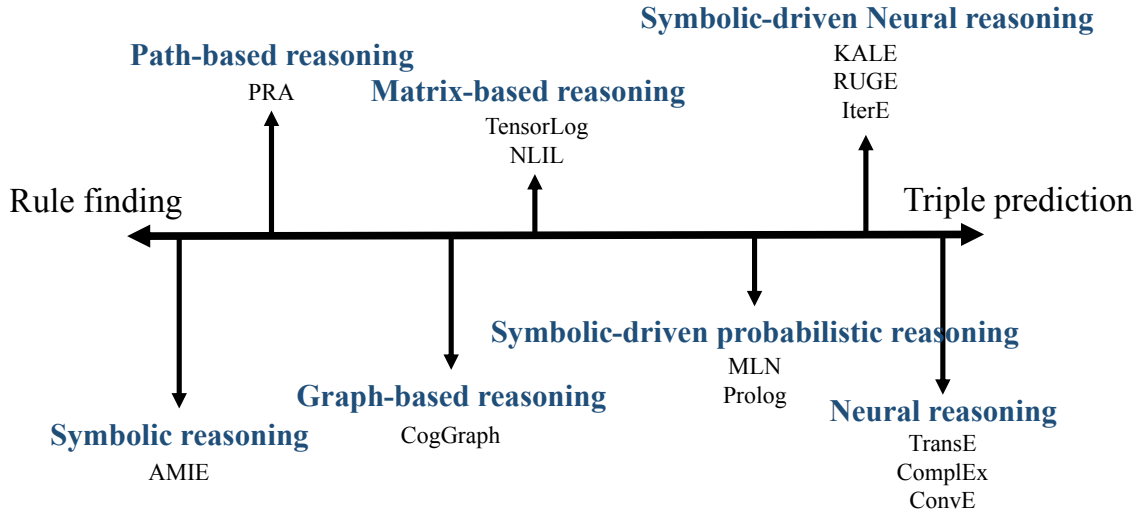 Symbolic-driven Neural reasoning
KALE
RUGE
IterE
Path-based reasoning
PRA
Matrix-based reasoning
TensorLog
NLIL
Rule finding
Triple prediction
Symbolic-driven probabilistic reasoning
MLN
Prolog
Graph-based reasoning
CogGraph
Neural reasoning
TransE
ComplEx
ConvE
Symbolic reasoning
AMIE